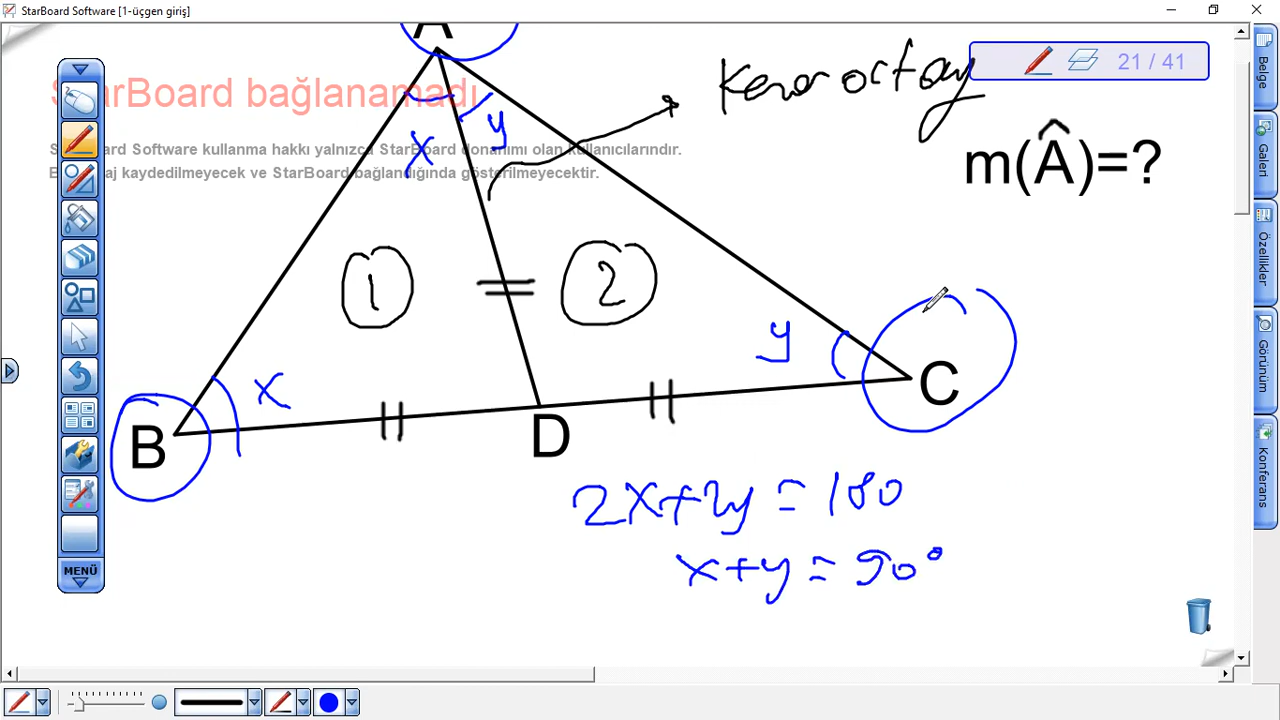 StarBoard Software [1-üçgen giriş]
A
StarBoard bağlanamadı
Kenarortay
21 / 41
x y
StarBoard Software kullanma hakkı yalnızca StarBoard donanımı olan kullanıcılarındır.
kaydedilmeyecek ve StarBoard bağlandığında gösterilmeyecektir.
m(Â)=?
1
2
x
y
B
D
C
2x+2y = 180
x+y = 90°
MENÜ
Belge
Galeri
Özellikler
Görünüm
Konferans